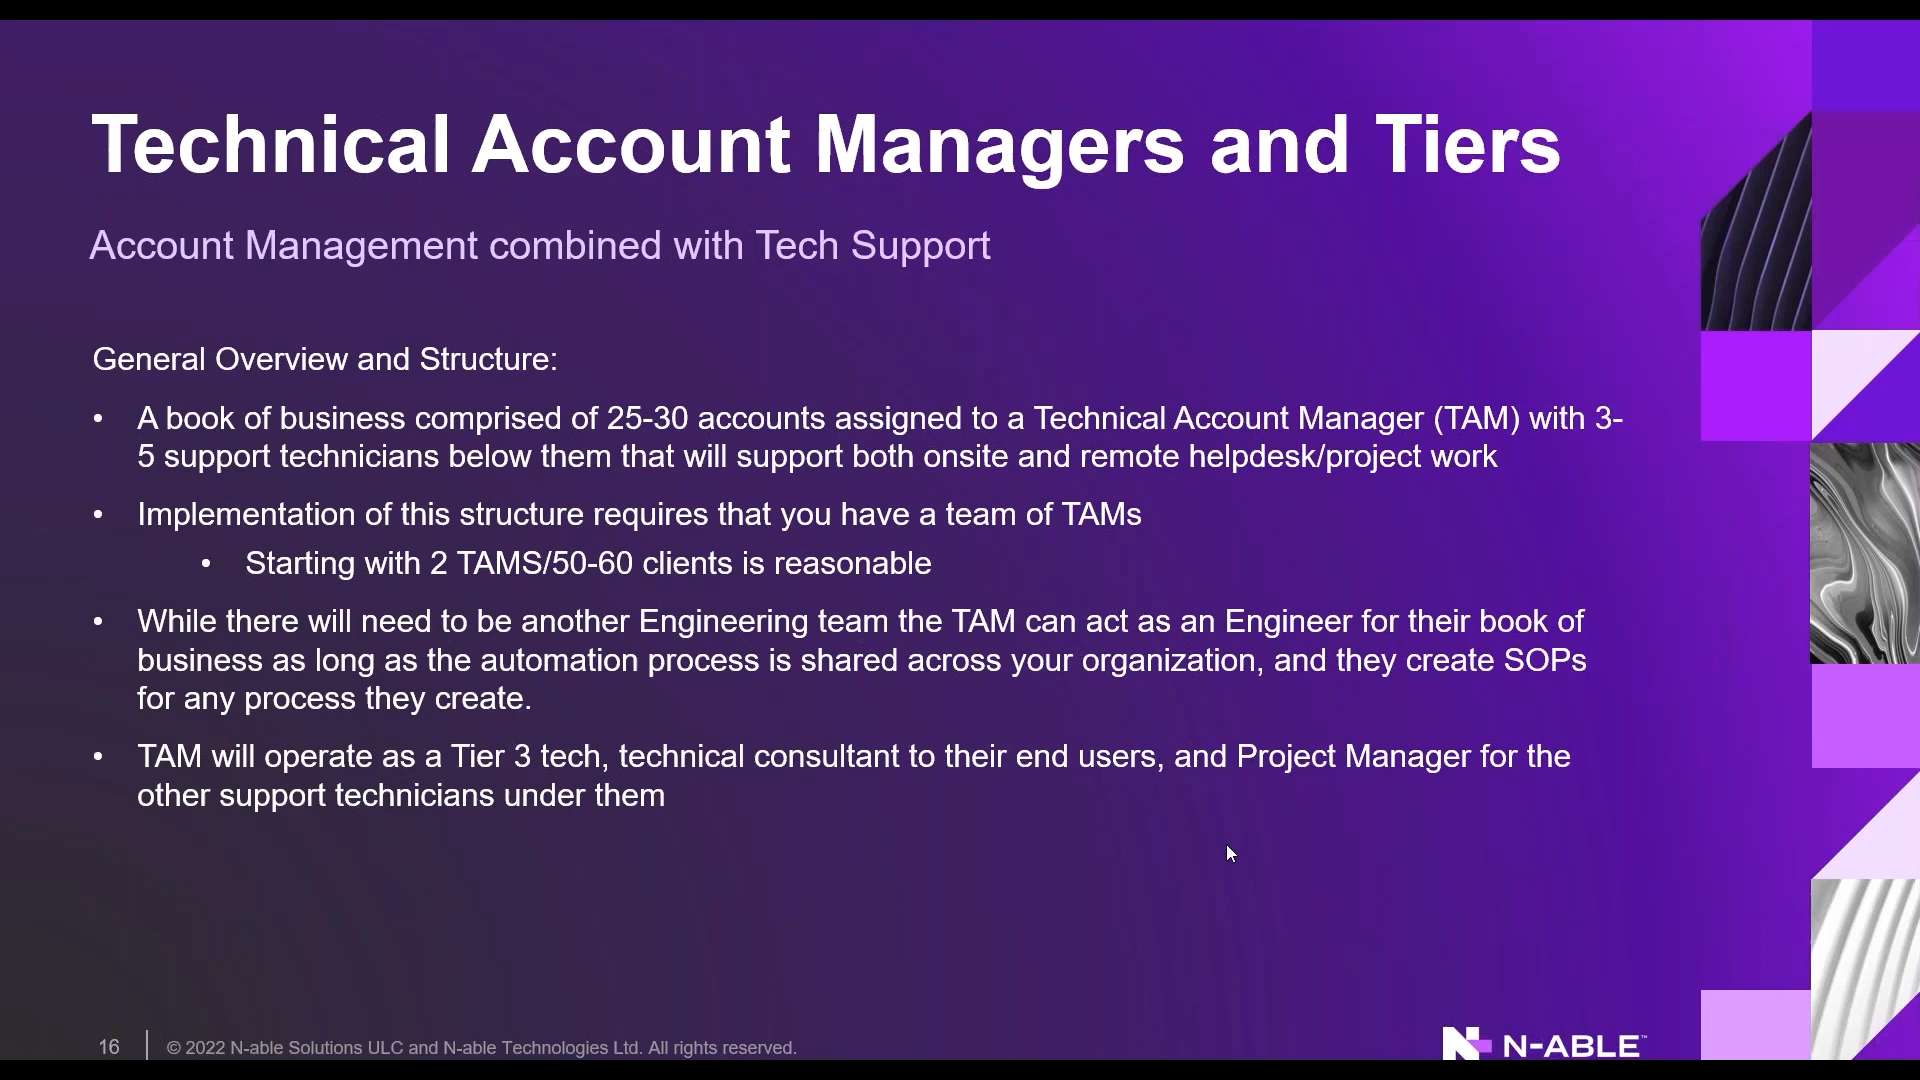 Technical Account Managers and Tiers
Account Management combined with Tech Support
General Overview and Structure:
• A book of business comprised of 25-30 accounts assigned to a Technical Account Manager (TAM) with 3-
5 support technicians below them that will support both onsite and remote helpdesk/project work
• Implementation of this structure requires that you have a team of TAMs
• Starting with 2 TAMS/50-60 clients is reasonable
• While there will need to be another Engineering team the TAM can act as an Engineer for their book of
business as long as the automation process is shared across your organization, and they create SOPs
for any process they create.
• TAM will operate as a Tier 3 tech, technical consultant to their end users, and Project Manager for the
other support technicians under them
16 © 2022 N-able Solutions ULC and N-able Technologies Ltd. All rights reserved.
N-ABLE™